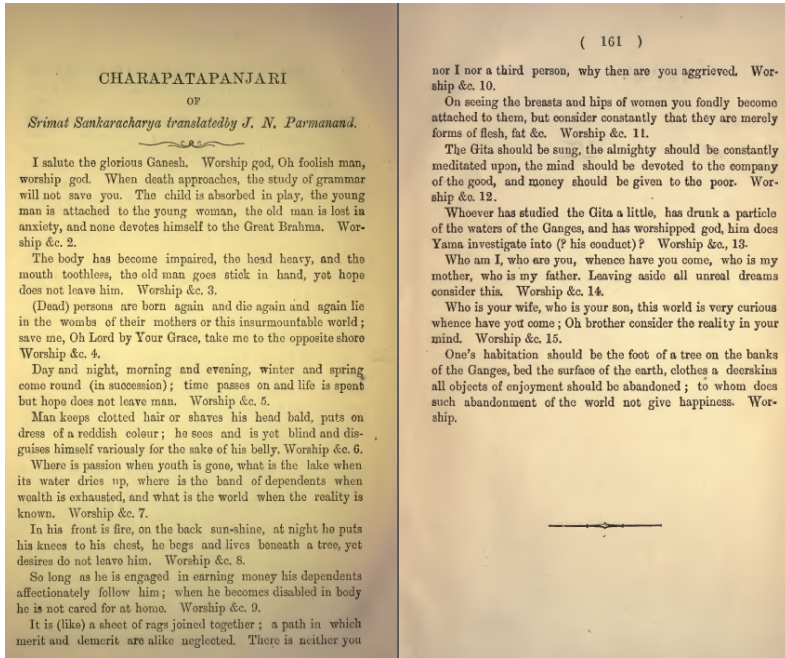 CHARAPATAPANJARI
OF
Srimat Sankaracharya translatedby J. N. Parmanand.
I salute the glorious Ganesh. Worship god, Oh foolish man,
worship god. When death approaches, the study of grammar
will not save you. The child is absorbed in play, the young
man is attached to the young woman, the old man is lost in
anxiety, and none devotes himself to the Great Brahma. Wor-
ship &c. 2.
The body has become impaired, the head heavy, and the
mouth toothless, the old man goes stick in hand, yet hope
does not leave him. Worship &c. 3.
(Dead) persons are born again and die again and again lie
in the wombs of their mothers or this insurmountable world ;
save me, Oh Lord by Your Grace, take me to the opposite shore
Worship &c. 4.
Day and night, morning and evening, winter and spring
come round (in succession) ; time passes on and life is spent
but hope does not leave man. Worship &c. 5.
Man keeps clotted hair or shaves his head bald, puts on
dress of a reddish colour; he sees and is yet blind and dis-
guises himself variously for the sake of his belly. Worship &c. 6.
Where is passion when youth is gone, what is the lake when
its water dries up, where is the band of dependents when
wealth is exhausted, and what is the world when the reality is
known. Worship &c. 7.
In his front is fire, on the back sun-shine, at night he puts
his knees to his chest, he begs and lives beneath a tree, yet
desires do not leave him. Worship &c. 8.
So long as he is engaged in earning money his dependents
affectionately follow him ; when he becomes disabled in body
he is not cared for at home. Worship &c. 9.
It is (like) a sheet of rags joined together ; a path in which
merit and demerit are alike neglected. There is neither you
( 161 )
nor I nor a third person, why then are you aggrieved. Wor-
ship &c. 10.
On seeing the breasts and hips of women you fondly become
attached to them, but consider constantly that they are merely
forms of flesh, fat &c. Worship &c. 11.
The Gita should be sung, the almighty should be constantly
meditated upon, the mind should be devoted to the company
of the good, and money should be given to the poor. Wor-
ship &c. 12.
Whoever has studied the Gita a little, has drunk a particle
of the waters of the Ganges, and has worshipped god, him does
Yama investigate into (? his conduct) ? Worship &c., 13.
Who am I, who are you, whence have you come, who is my
mother, who is my father. Leaving aside all unreal dreams
consider this. Worship &c. 14.
Who is your wife, who is your son, this world is very curious
whence have you come ; Oh brother consider the reality in your
mind. Worship &c. 15.
One's habitation should be the foot of a tree on the banks
of the Ganges, bed the surface of the earth, clothes a deerskins
all objects of enjoyment should be abandoned ; to whom does
such abandonment of the world not give happiness. Wor-
ship.